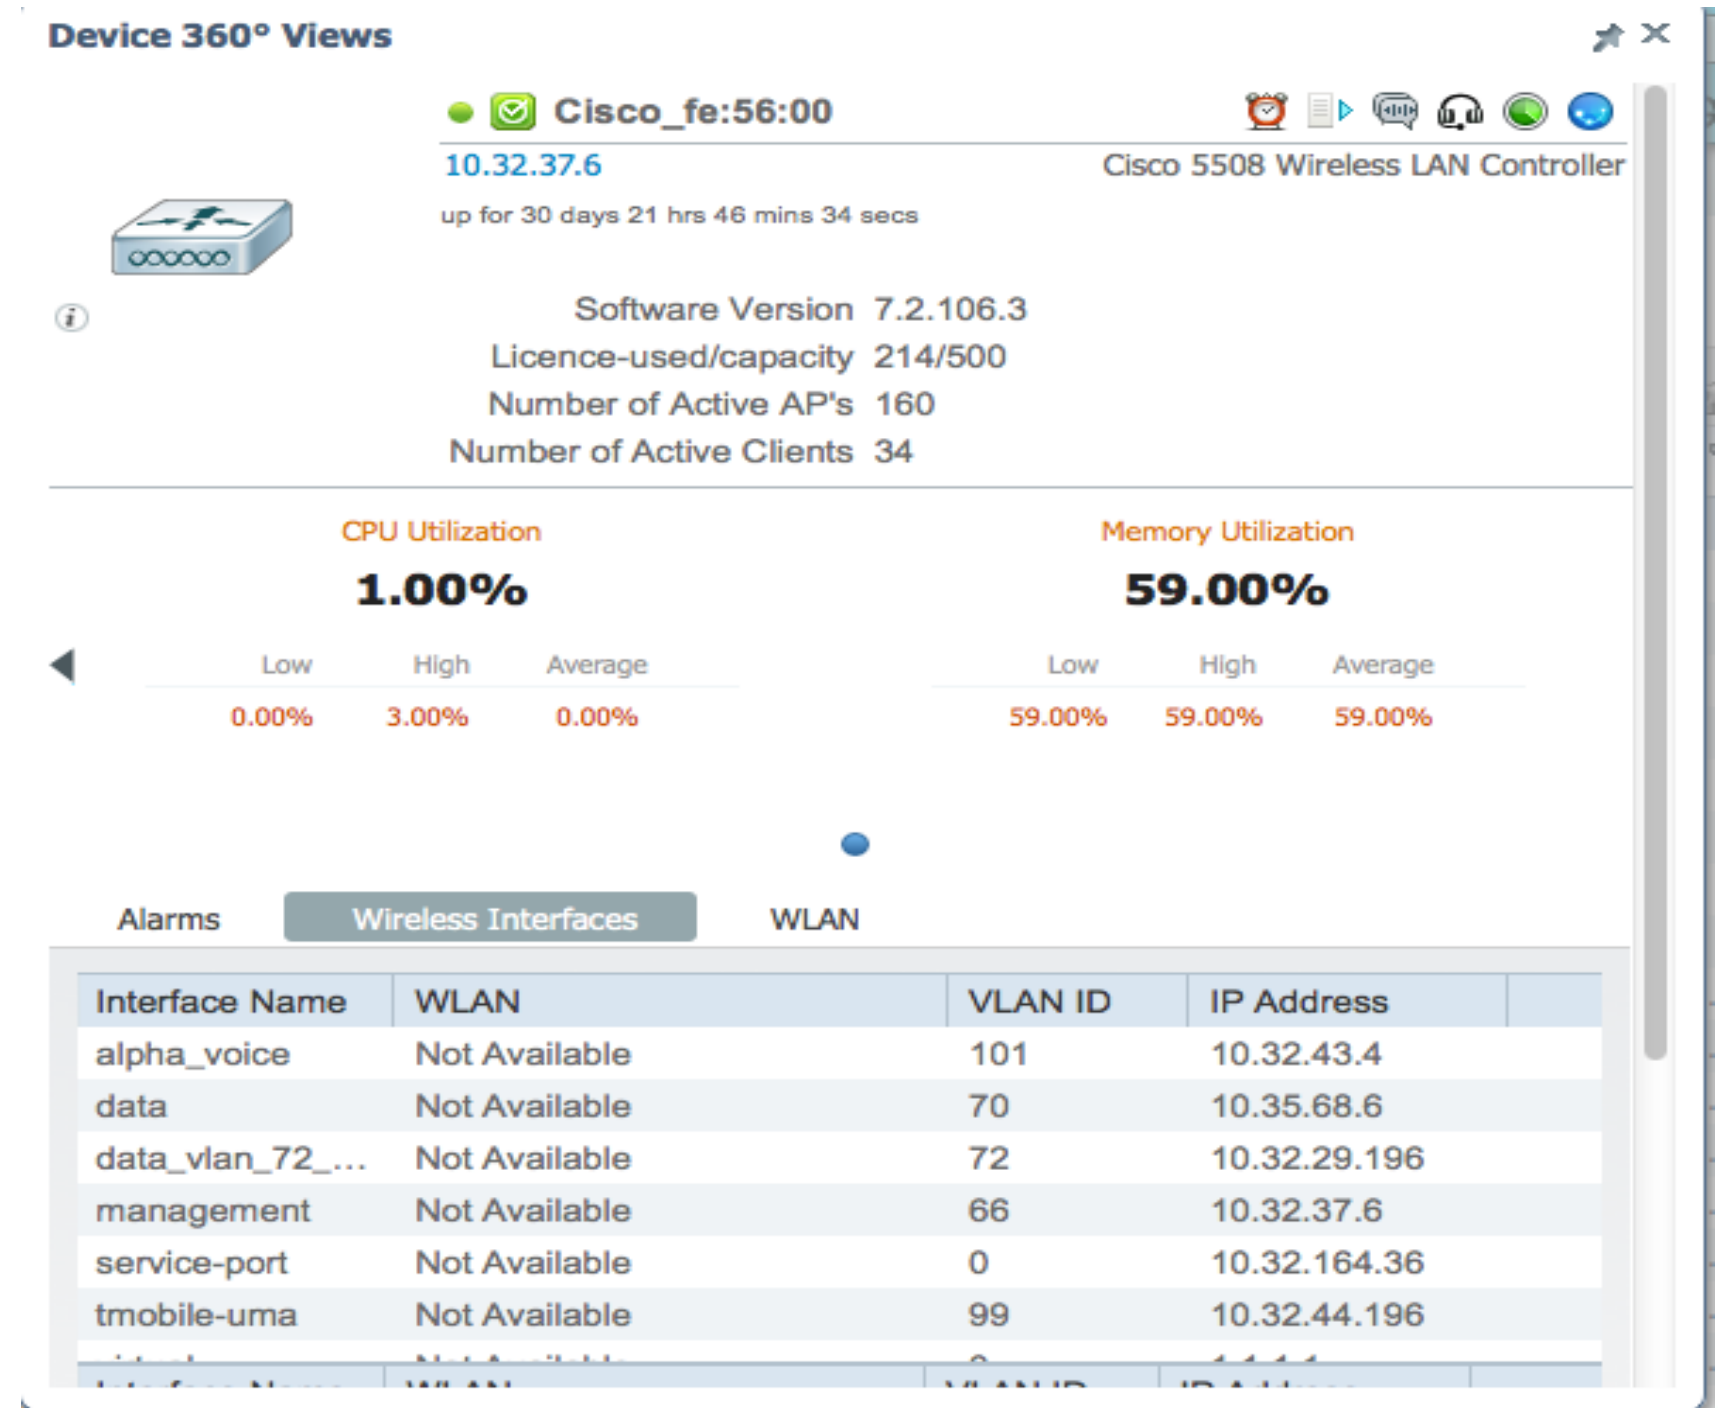 Device 360° Views
Cisco_fe:56:00
10.32.37.6 Cisco 5508 Wireless LAN Controller
up for 30 days 21 hrs 46 mins 34 secs
Software Version 7.2.106.3
Licence-used/capacity 214/500
Number of Active AP's 160
Number of Active Clients 34
CPU Utilization Memory Utilization
1.00% 59.00%
Low High Average Low High Average
0.00% 3.00% 0.00% 59.00% 59.00% 59.00%
Alarms Wireless Interfaces WLAN
Interface Name WLAN VLAN ID IP Address
alpha_voice Not Available 101 10.32.43.4
data Not Available 70 10.35.68.6
data_vlan_72_... Not Available 72 10.32.29.196
management Not Available 66 10.32.37.6
service-port Not Available 0 10.32.164.36
tmobile-uma Not Available 99 10.32.44.196